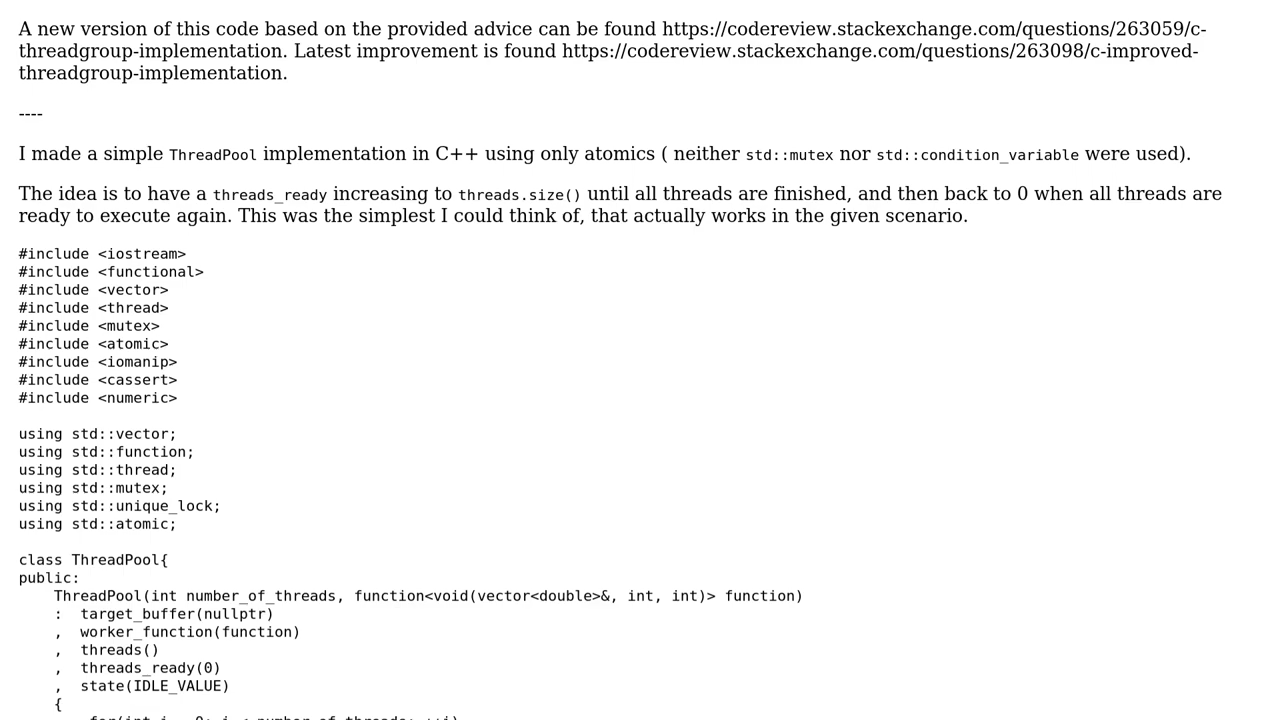 A new version of this code based on the provided advice can be found https://codereview.stackexchange.com/questions/263059/c-
threadgroup-implementation. Latest improvement is found https://codereview.stackexchange.com/questions/263098/c-improved-
threadgroup-implementation.
----
I made a simple ThreadPool implementation in C++ using only atomics ( neither std::mutex nor std::condition_variable were used).
The idea is to have a threads_ready increasing to threads.size() until all threads are finished, and then back to 0 when all threads are
ready to execute again. This was the simplest I could think of, that actually works in the given scenario.
#include <iostream>
#include <functional>
#include <vector>
#include <thread>
#include <mutex>
#include <atomic>
#include <iomanip>
#include <cassert>
#include <numeric>
using std::vector;
using std::function;
using std::thread;
using std::mutex;
using std::unique_lock;
using std::atomic;
class ThreadPool{
public:
    ThreadPool(int number_of_threads, function<void(vector<double>&, int, int)> function)
    :  target_buffer(nullptr)
    ,  worker_function(function)
    ,  threads()
    ,  threads_ready(0)
    ,  state(IDLE_VALUE)
    {
        for(int i = 0; i < number_of_threads; ++i)